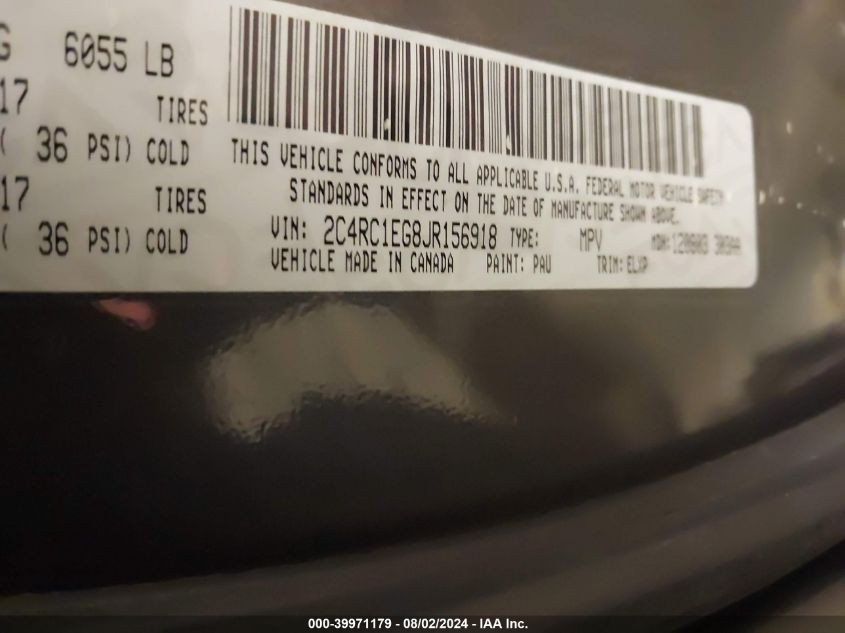 G 6055 LB
17 TIRES
( 36 PSI) COLD
17 TIRES
( 36 PSI) COLD
THIS VEHICLE CONFORMS TO ALL APPLICABLE U.S.A. FEDERAL MOTOR VEHICLE SAFETY
STANDARDS IN EFFECT ON THE DATE OF MANUFACTURE SHOWN ABOVE.
VIN: 2C4RC1EG8JR156918 TYPE: MPV MDH:
VEHICLE MADE IN CANADA PAINT: PAU TRIM: ELXP
000-39971179 - 08/02/2024 - IAA Inc.